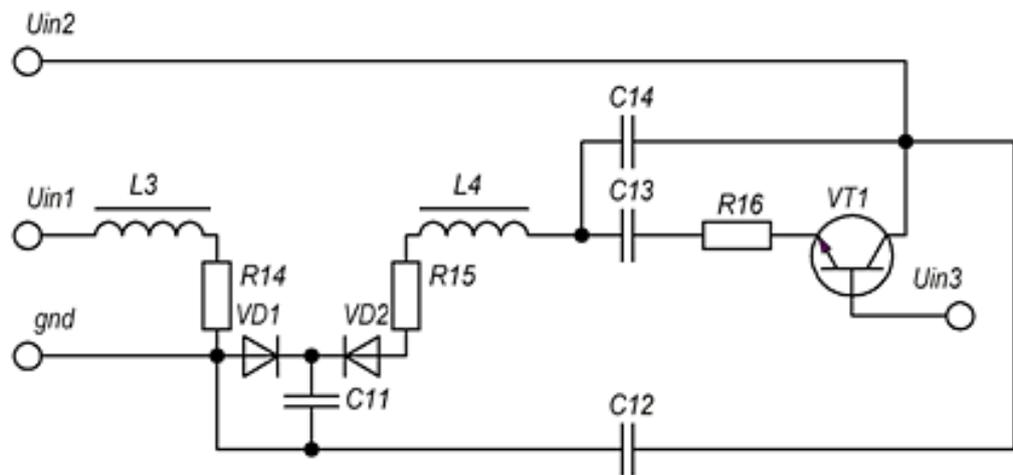 Uin2
C14
Uin1
L3
L4
C13
R16
VT1
R14
R15
Uin3
gnd
VD1
VD2
C11
C12